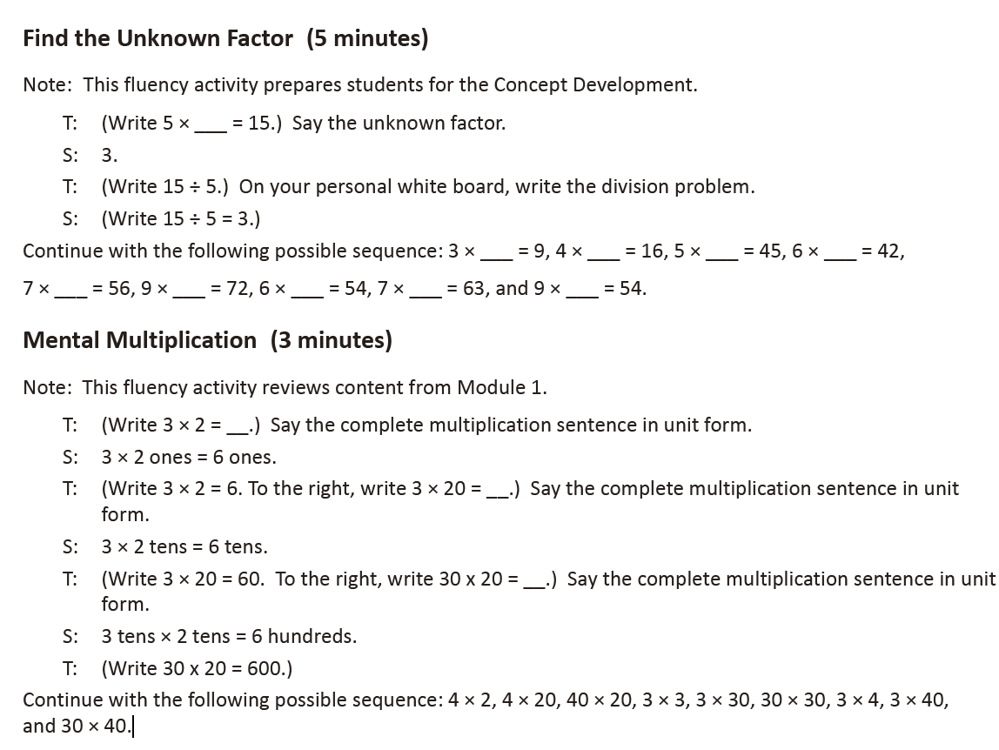 Find the Unknown Factor  (5 minutes)
Note:  This fluency activity prepares students for the Concept Development.
T: (Write 5 × ___ = 15.)  Say the unknown factor.
S: 3.
T: (Write 15 ÷ 5.)  On your personal white board, write the division problem.
S: (Write 15 ÷ 5 = 3.)
Continue with the following possible sequence: 3 × ___ = 9, 4 × ___ = 16, 5 × ___ = 45, 6 × ___ = 42,
7 × ___ = 56, 9 × ___ = 72, 6 × ___ = 54, 7 × ___ = 63, and 9 × ___ = 54.
Mental Multiplication  (3 minutes)
Note:  This fluency activity reviews content from Module 1.
T: (Write 3 × 2 = __.)  Say the complete multiplication sentence in unit form.
S: 3 × 2 ones = 6 ones.
T: (Write 3 × 2 = 6. To the right, write 3 × 20 = __.)  Say the complete multiplication sentence in unit
form.
S: 3 × 2 tens = 6 tens.
T: (Write 3 × 20 = 60.  To the right, write 30 x 20 = __.)  Say the complete multiplication sentence in unit
form.
S: 3 tens × 2 tens = 6 hundreds.
T: (Write 30 x 20 = 600.)
Continue with the following possible sequence: 4 × 2, 4 × 20, 40 × 20, 3 × 3, 3 × 30, 30 × 30, 3 × 4, 3 × 40,
and 30 × 40.